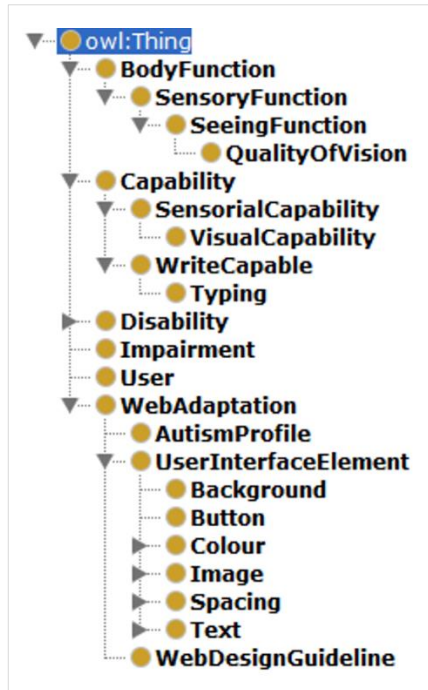 owl:Thing
BodyFunction
SensoryFunction
SeeingFunction
QualityOfVision
Capability
SensorialCapability
VisualCapability
WriteCapable
Typing
Disability
Impairment
User
WebAdaptation
AutismProfile
UserInterfaceElement
Background
Button
Colour
Image
Spacing
Text
WebDesignGuideline